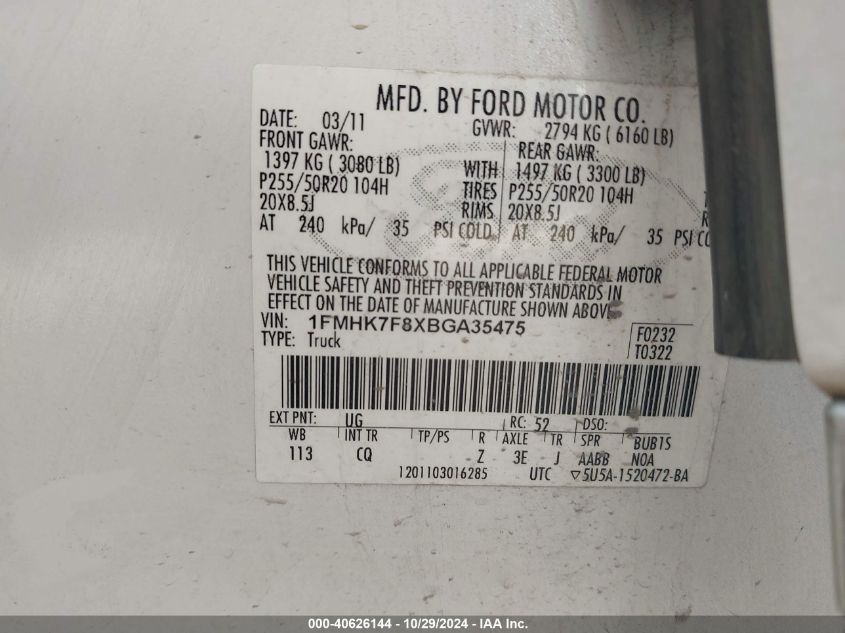 MFD. BY FORD MOTOR CO.
DATE: 03/11 GVWR: 2794 KG ( 6160 LB)
FRONT GAWR: REAR GAWR:
1397 KG ( 3080 LB) WITH 1497 KG ( 3300 LB)
P255/50R20 104H TIRES P255/50R20 104H
20X8.5J RIMS 20X8.5J
AT 240 kPa/ 35 PSI COLD AT 240 kPa/ 35 PSI
THIS VEHICLE CONFORMS TO ALL APPLICABLE FEDERAL MOTOR
VEHICLE SAFETY AND THEFT PREVENTION STANDARDS IN
EFFECT ON THE DATE OF MANUFACTURE SHOWN ABOVE
VIN: 1FMHK7F8XBGA35475 F0232
TYPE: Truck T0322
EXT PNT: UG RC: 52 DSO:
WB INT TR TP/PS R AXLE TR SPR BUB1S
113 CQ Z 3E J AABB NOA
1201103016285 UTC ▽5U5A-1520472-BA
000-40626144 - 10/29/2024 - IAA Inc.